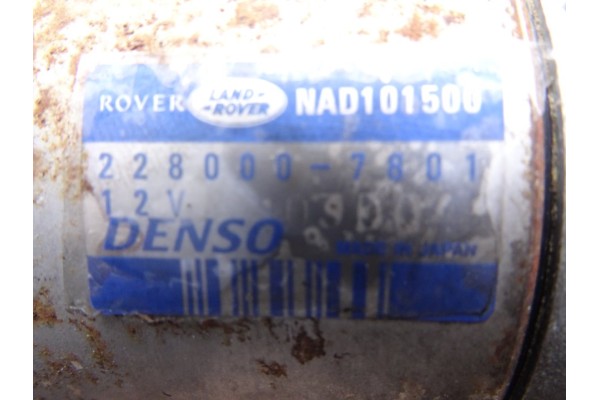 ROVER LAND-ROVER NAD101500
228000-7801
12V
DENSO MADE IN JAPAN